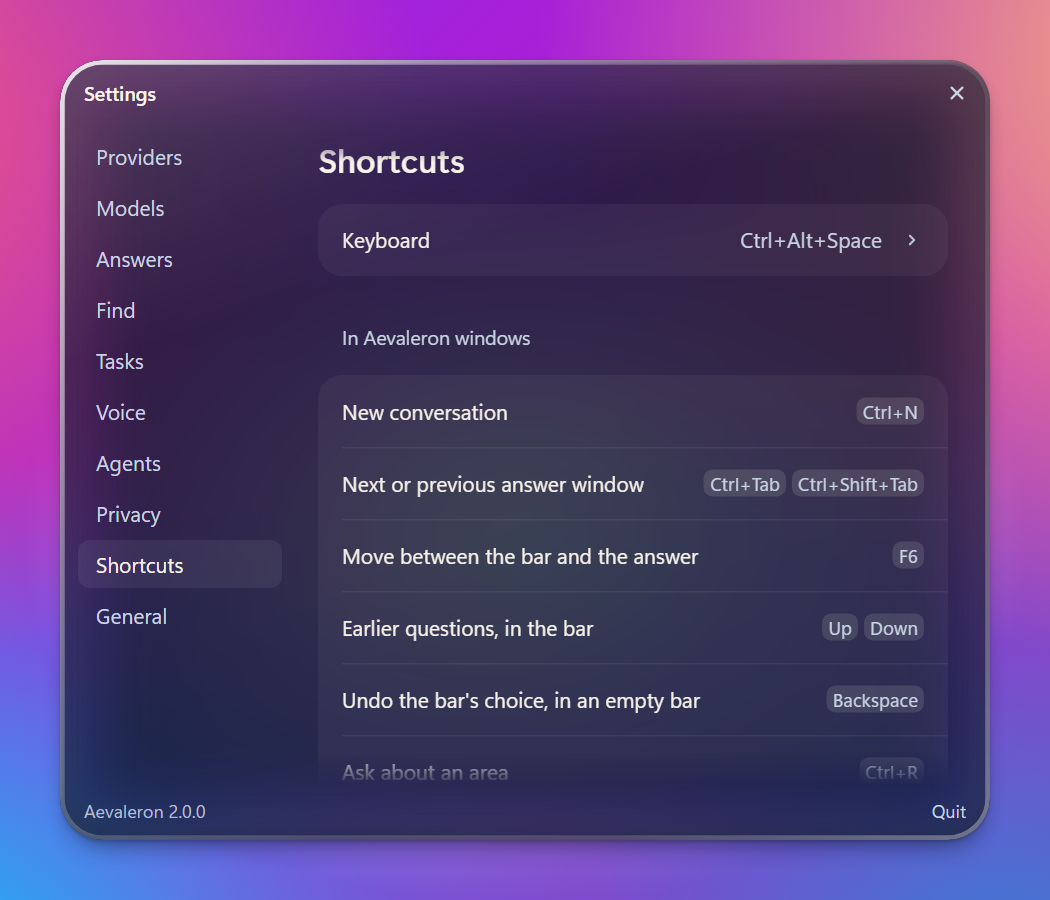 Settings
Providers
Models
Answers
Find
Tasks
Voice
Agents
Privacy
Shortcuts
General
Shortcuts
Keyboard Ctrl+Alt+Space
In Aevaleron windows
New conversation Ctrl+N
Next or previous answer window Ctrl+Tab Ctrl+Shift+Tab
Move between the bar and the answer F6
Earlier questions, in the bar Up Down
Undo the bar's choice, in an empty bar Backspace
Ask about an area Ctrl+R
Aevaleron 2.0.0
Quit